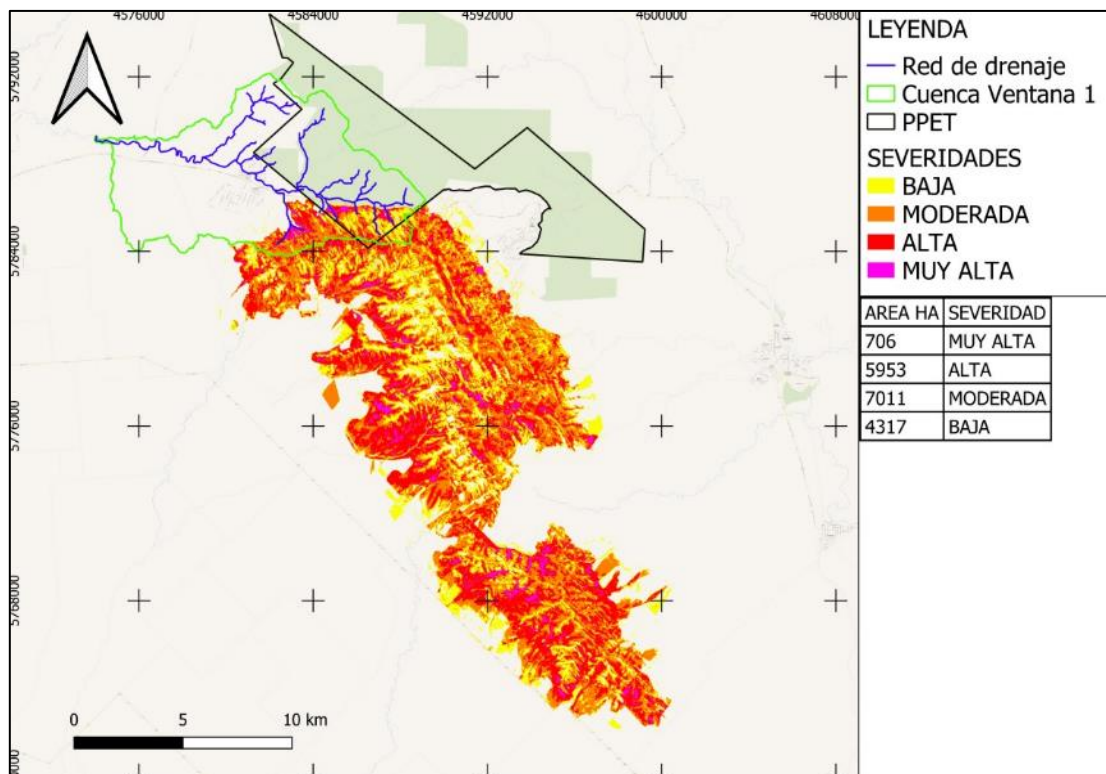 4576000 4584000 4592000 4600000 4608000
5792000
5784000
5776000
5768000
0 5 10 km
LEYENDA
Red de drenaje
Cuenca Ventana 1
PPET
SEVERIDADES
BAJA
MODERADA
ALTA
MUY ALTA
AREA HA SEVERIDAD
706 MUY ALTA
5953 ALTA
7011 MODERADA
4317 BAJA